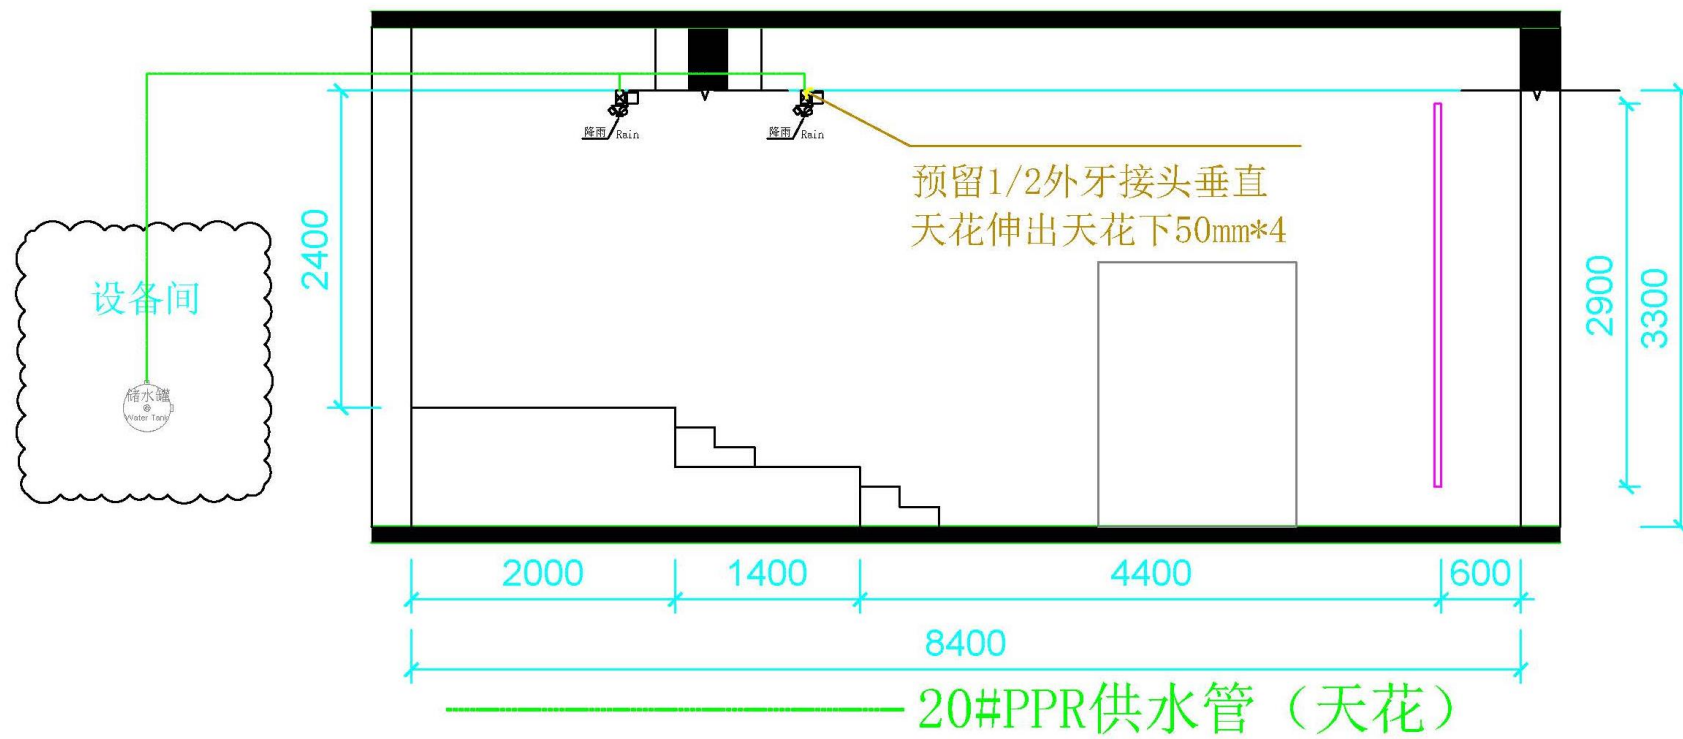 降雨 Rain
降雨 Rain
预留1/2外牙接头垂直
天花伸出天花下50mm*4
设备间
储水罐
Water Tank
2400
2900
3300
2000
1400
4400
600
8400
20#PPR供水管（天花）